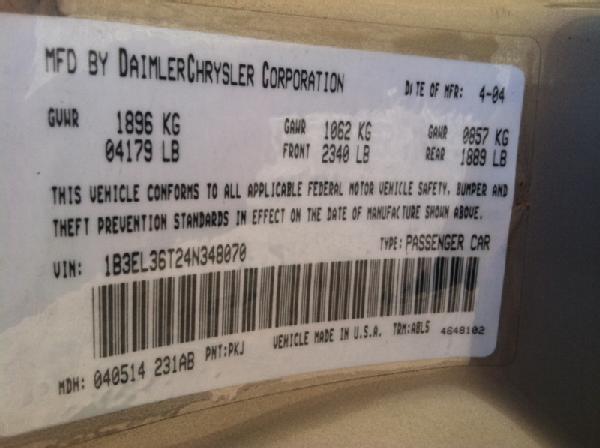 MFD BY DAIMLERCHRYSLER CORPORATION DATE OF MFR: 4-04
GVWR 1896 KG GAWR 1062 KG GAWR 0857 KG
04179 LB FRONT 2340 LB REAR 1889 LB
THIS VEHICLE CONFORMS TO ALL APPLICABLE FEDERAL MOTOR VEHICLE SAFETY, BUMPER AND
THEFT PREVENTION STANDARDS IN EFFECT ON THE DATE OF MANUFACTURE SHOWN ABOVE.
VIN: 1B3EL36T24N348070 TYPE: PASSENGER CAR
MDH: 040514 231AB PNT:PKJ VEHICLE MADE IN U.S.A. TRM:ABL5 4648102